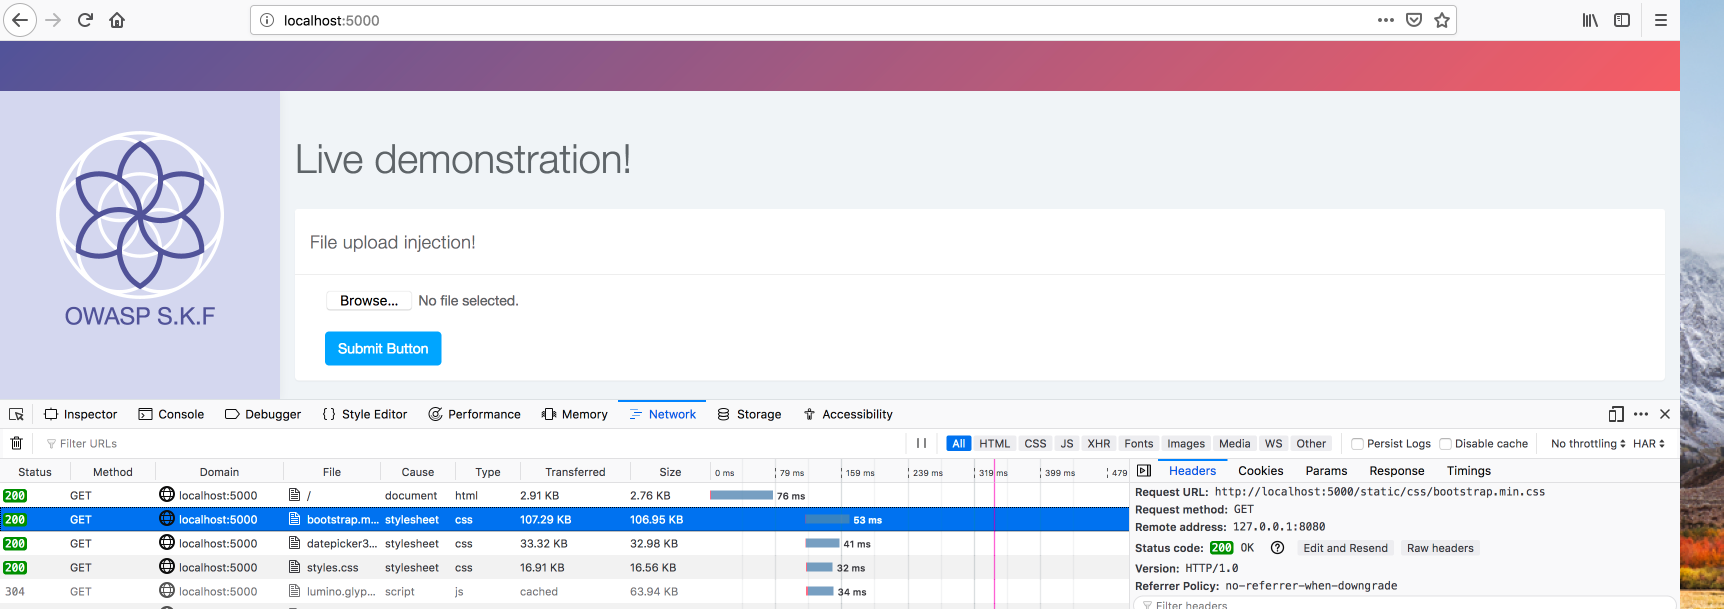 localhost:5000
Live demonstration!
File upload injection!
Browse... No file selected.
Submit Button
OWASP S.K.F
Inspector Console Debugger Style Editor Performance Memory Network Storage Accessibility
Filter URLs All HTML CSS JS XHR Fonts Images Media WS Other Persist Logs Disable cache No throttling HAR
Status Method Domain File Cause Type Transferred Size 0 ms 79 ms 159 ms 239 ms 319 ms 399 ms 479
200 GET localhost:5000 / document html 2.91 KB 2.76 KB 76 ms
200 GET localhost:5000 bootstrap.m... stylesheet css 107.29 KB 106.95 KB 53 ms
200 GET localhost:5000 datepicker3... stylesheet css 33.32 KB 32.98 KB 41 ms
200 GET localhost:5000 styles.css stylesheet css 16.91 KB 16.56 KB 32 ms
304 GET localhost:5000 lumino.glyp... script js cached 63.94 KB 34 ms
Headers Cookies Params Response Timings
Request URL: http://localhost:5000/static/css/bootstrap.min.css
Request method: GET
Remote address: 127.0.0.1:8080
Status code: 200 OK Edit and Resend Raw headers
Version: HTTP/1.0
Referrer Policy: no-referrer-when-downgrade
Filter headers